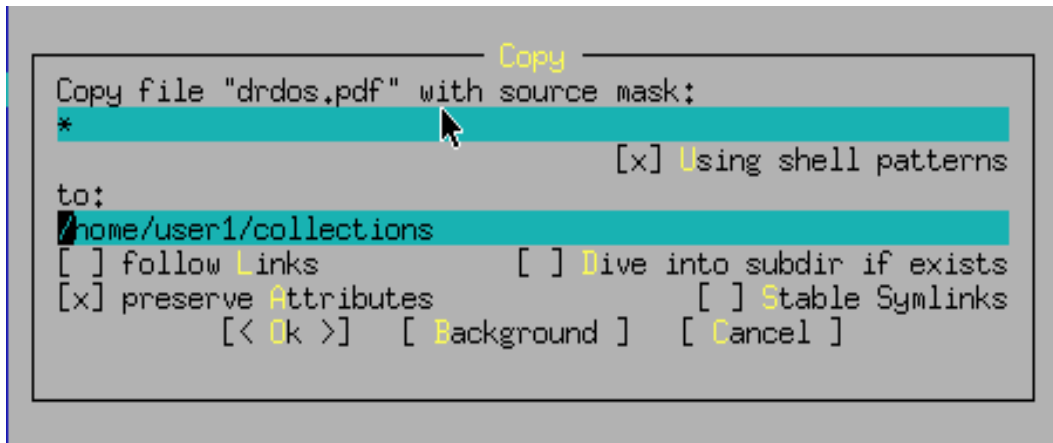 Copy
Copy file "drdos.pdf" with source mask:
*
[x] Using shell patterns
to:
/home/user1/collections
[ ] follow Links [ ] Dive into subdir if exists
[x] preserve Attributes [ ] Stable Symlinks
[< Ok >] [ Background ] [ Cancel ]